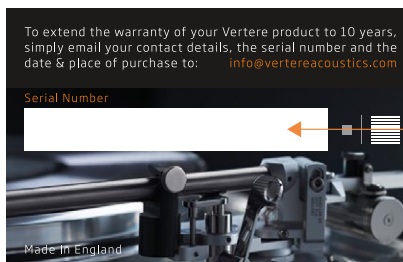 To extend the warranty of your Vertere product to 10 years,
simply email your contact details, the serial number and the
date & place of purchase to: info@vertereacoustics.com
Serial Number
Made in England